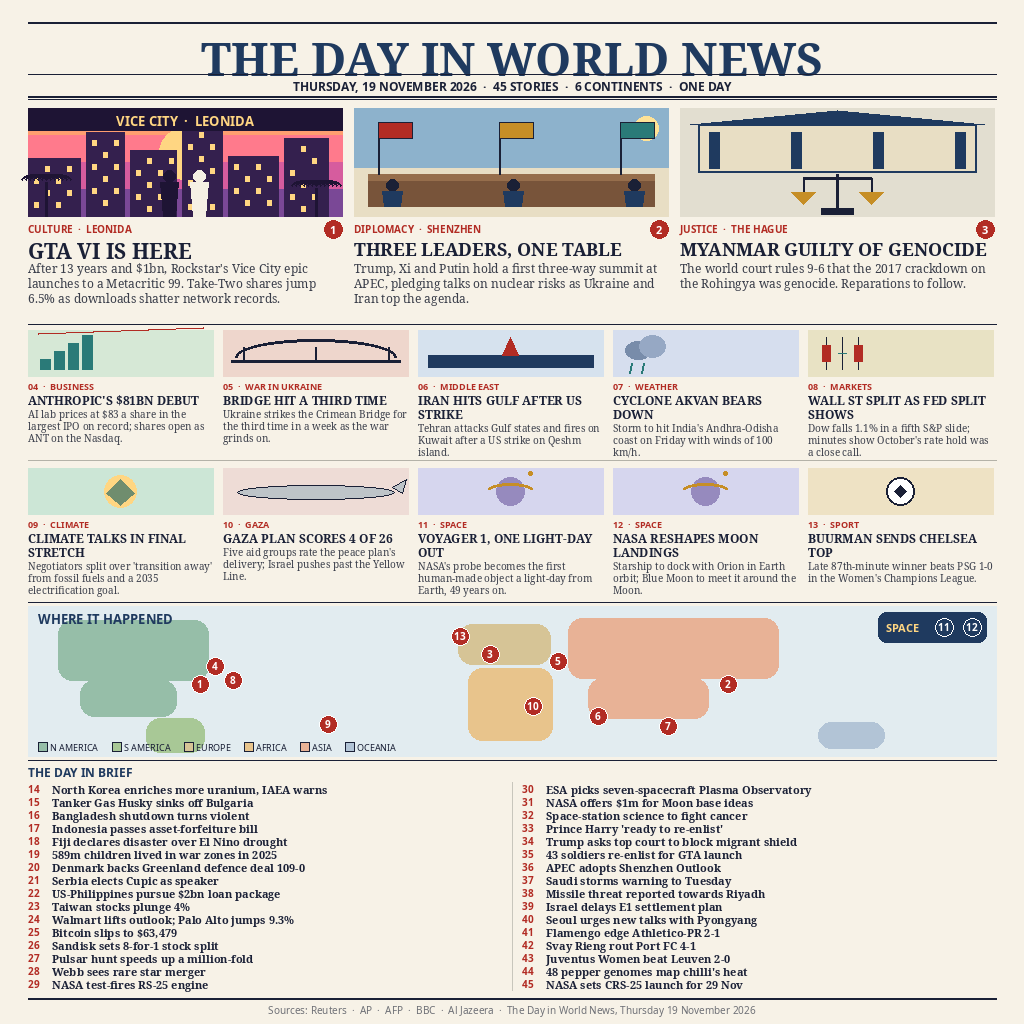 THE DAY IN WORLD NEWS
THURSDAY, 19 NOVEMBER 2026 · 45 STORIES · 6 CONTINENTS · ONE DAY
VICE CITY · LEONIDA
CULTURE · LEONIDA
1
GTA VI IS HERE
After 13 years and $1bn, Rockstar's Vice City epic
launches to a Metacritic 99. Take-Two shares jump
6.5% as downloads shatter network records.
DIPLOMACY · SHENZHEN
2
THREE LEADERS, ONE TABLE
Trump, Xi and Putin hold a first three-way summit at
APEC, pledging talks on nuclear risks as Ukraine and
Iran top the agenda.
JUSTICE · THE HAGUE
3
MYANMAR GUILTY OF GENOCIDE
The world court rules 9-6 that the 2017 crackdown on
the Rohingya was genocide. Reparations to follow.
04 · BUSINESS
ANTHROPIC'S $81BN DEBUT
AI lab prices at $83 a share in the
largest IPO on record; shares open as
ANT on the Nasdaq.
05 · WAR IN UKRAINE
BRIDGE HIT A THIRD TIME
Ukraine strikes the Crimean Bridge for
the third time in a week as the war
grinds on.
06 · MIDDLE EAST
IRAN HITS GULF AFTER US
STRIKE
Tehran attacks Gulf states and fires on
Kuwait after a US strike on Qeshm
island.
07 · WEATHER
CYCLONE AKVAN BEARS
DOWN
Storm to hit India's Andhra-Odisha
coast on Friday with winds of 100
km/h.
08 · MARKETS
WALL ST SPLIT AS FED SPLIT
SHOWS
Dow falls 1.1% in a fifth S&P slide;
minutes show October's rate hold was
a close call.
09 · CLIMATE
CLIMATE TALKS IN FINAL
STRETCH
Negotiators split over 'transition away'
from fossil fuels and a 2035
electrification goal.
10 · GAZA
GAZA PLAN SCORES 4 OF 26
Five aid groups rate the peace plan's
delivery; Israel pushes past the Yellow
Line.
11 · SPACE
VOYAGER 1, ONE LIGHT-DAY
OUT
NASA's probe becomes the first
human-made object a light-day from
Earth, 49 years on.
12 · SPACE
NASA RESHAPES MOON
LANDINGS
Starship to dock with Orion in Earth
orbit; Blue Moon to meet it around the
Moon.
13 · SPORT
BUURMAN SENDS CHELSEA
TOP
Late 87th-minute winner beats PSG 1-0
in the Women's Champions League.
WHERE IT HAPPENED
SPACE 11 12
13
3
5
4
8
1
2
10
6
7
9
N AMERICA S AMERICA EUROPE AFRICA ASIA OCEANIA
THE DAY IN BRIEF
14 North Korea enriches more uranium, IAEA warns
15 Tanker Gas Husky sinks off Bulgaria
16 Bangladesh shutdown turns violent
17 Indonesia passes asset-forfeiture bill
18 Fiji declares disaster over El Nino drought
19 589m children lived in war zones in 2025
20 Denmark backs Greenland defence deal 109-0
21 Serbia elects Cupic as speaker
22 US-Philippines pursue $2bn loan package
23 Taiwan stocks plunge 4%
24 Walmart lifts outlook; Palo Alto jumps 9.3%
25 Bitcoin slips to $63,479
26 Sandisk sets 8-for-1 stock split
27 Pulsar hunt speeds up a million-fold
28 Webb sees rare star merger
29 NASA test-fires RS-25 engine
30 ESA picks seven-spacecraft Plasma Observatory
31 NASA offers $1m for Moon base ideas
32 Space-station science to fight cancer
33 Prince Harry 'ready to re-enlist'
34 Trump asks top court to block migrant shield
35 43 soldiers re-enlist for GTA launch
36 APEC adopts Shenzhen Outlook
37 Saudi storms warning to Tuesday
38 Missile threat reported towards Riyadh
39 Israel delays E1 settlement plan
40 Seoul urges new talks with Pyongyang
41 Flamengo edge Athletico-PR 2-1
42 Svay Rieng rout Port FC 4-1
43 Juventus Women beat Leuven 2-0
44 48 pepper genomes map chilli's heat
45 NASA sets CRS-25 launch for 29 Nov
Sources: Reuters · AP · AFP · BBC · Al Jazeera · The Day in World News, Thursday 19 November 2026